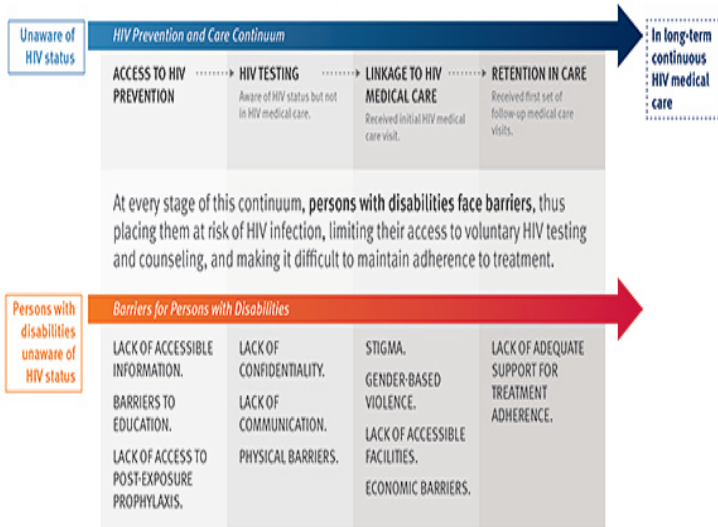 Unaware of
HIV status
HIV Prevention and Care Continuum
In long-term
continuous
HIV medical
care
ACCESS TO HIV
PREVENTION
HIV TESTING
Aware of HIV status but not
in HIV medical care.
LINKAGE TO HIV
MEDICAL CARE
Received initial HIV medical
care visit.
RETENTION IN CARE
Received first set of
follow-up medical care
visits.
At every stage of this continuum, persons with disabilities face barriers, thus
placing them at risk of HIV infection, limiting their access to voluntary HIV testing
and counseling, and making it difficult to maintain adherence to treatment.
Persons with
disabilities
unaware of
HIV status
Barriers for Persons with Disabilities
LACK OF ACCESSIBLE
INFORMATION.
BARRIERS TO
EDUCATION.
LACK OF ACCESS TO
POST-EXPOSURE
PROPHYLAXIS.
LACK OF
CONFIDENTIALITY.
LACK OF
COMMUNICATION.
PHYSICAL BARRIERS.
STIGMA.
GENDER-BASED
VIOLENCE.
LACK OF ACCESSIBLE
FACILITIES.
ECONOMIC BARRIERS.
LACK OF ADEQUATE
SUPPORT FOR
TREATMENT
ADHERENCE.